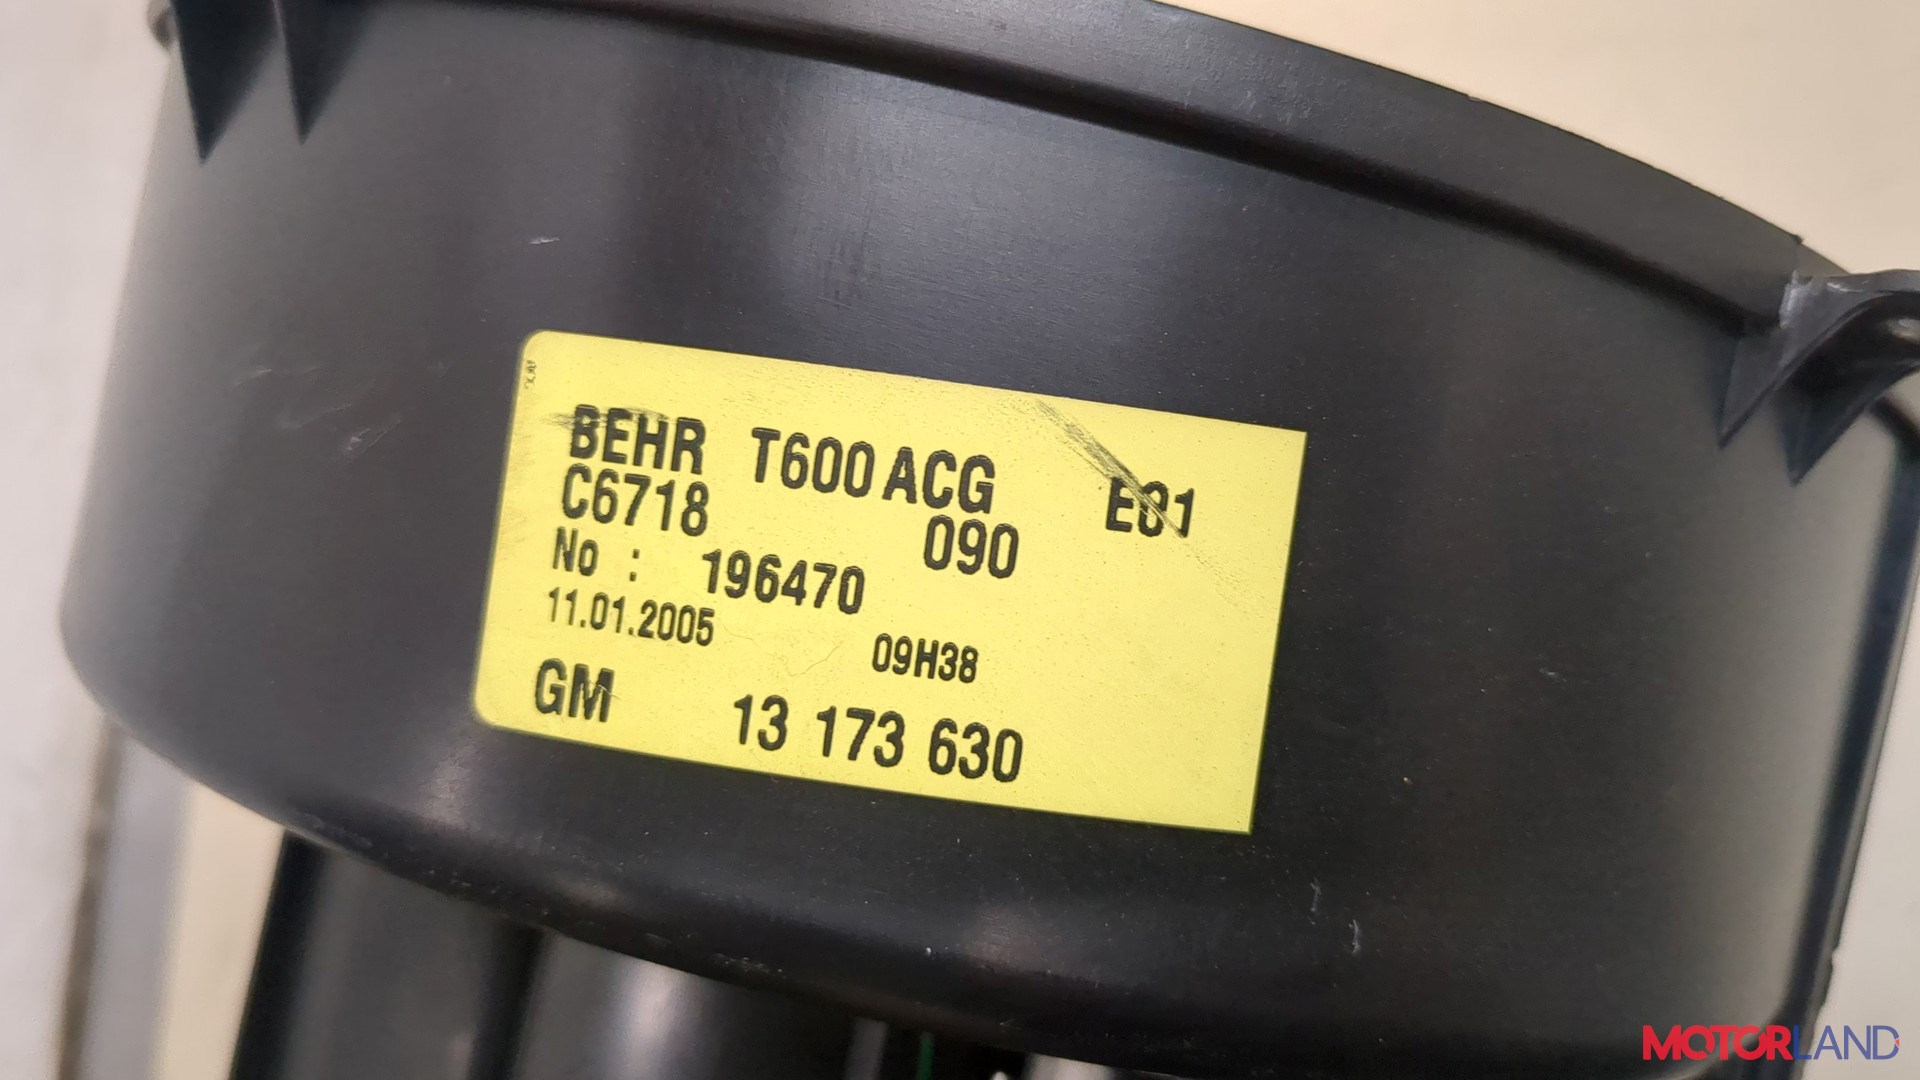 BEHR T600 ACG E01
C6718 090
No : 196470
11.01.2005 09H38
GM 13 173 630
MOTORLAND